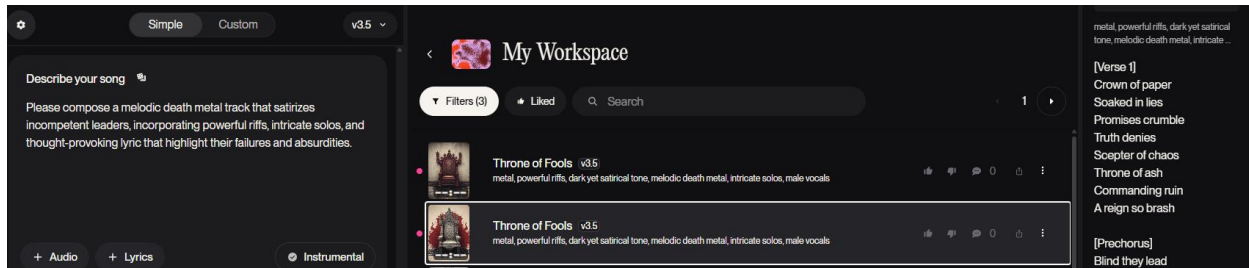 Simple
Custom
v3.5
Describe your song
Please compose a melodic death metal track that satirizes
incompetent leaders, incorporating powerful riffs, intricate solos, and
thought-provoking lyric that highlight their failures and absurdities.
+ Audio
+ Lyrics
Instrumental
My Workspace
Filters (3)
Liked
Search
1
Throne of Fools v3.5
metal, powerful riffs, dark yet satirical tone, melodic death metal, intricate solos, male vocals
0
Throne of Fools v3.5
metal, powerful riffs, dark yet satirical tone, melodic death metal, intricate solos, male vocals
0
metal, powerful riffs, dark yet satirical
tone, melodic death metal, intricate ...
[Verse 1]
Crown of paper
Soaked in lies
Promises crumble
Truth denies
Scepter of chaos
Throne of ash
Commanding ruin
A reign so brash
[Prechorus]
Blind they lead